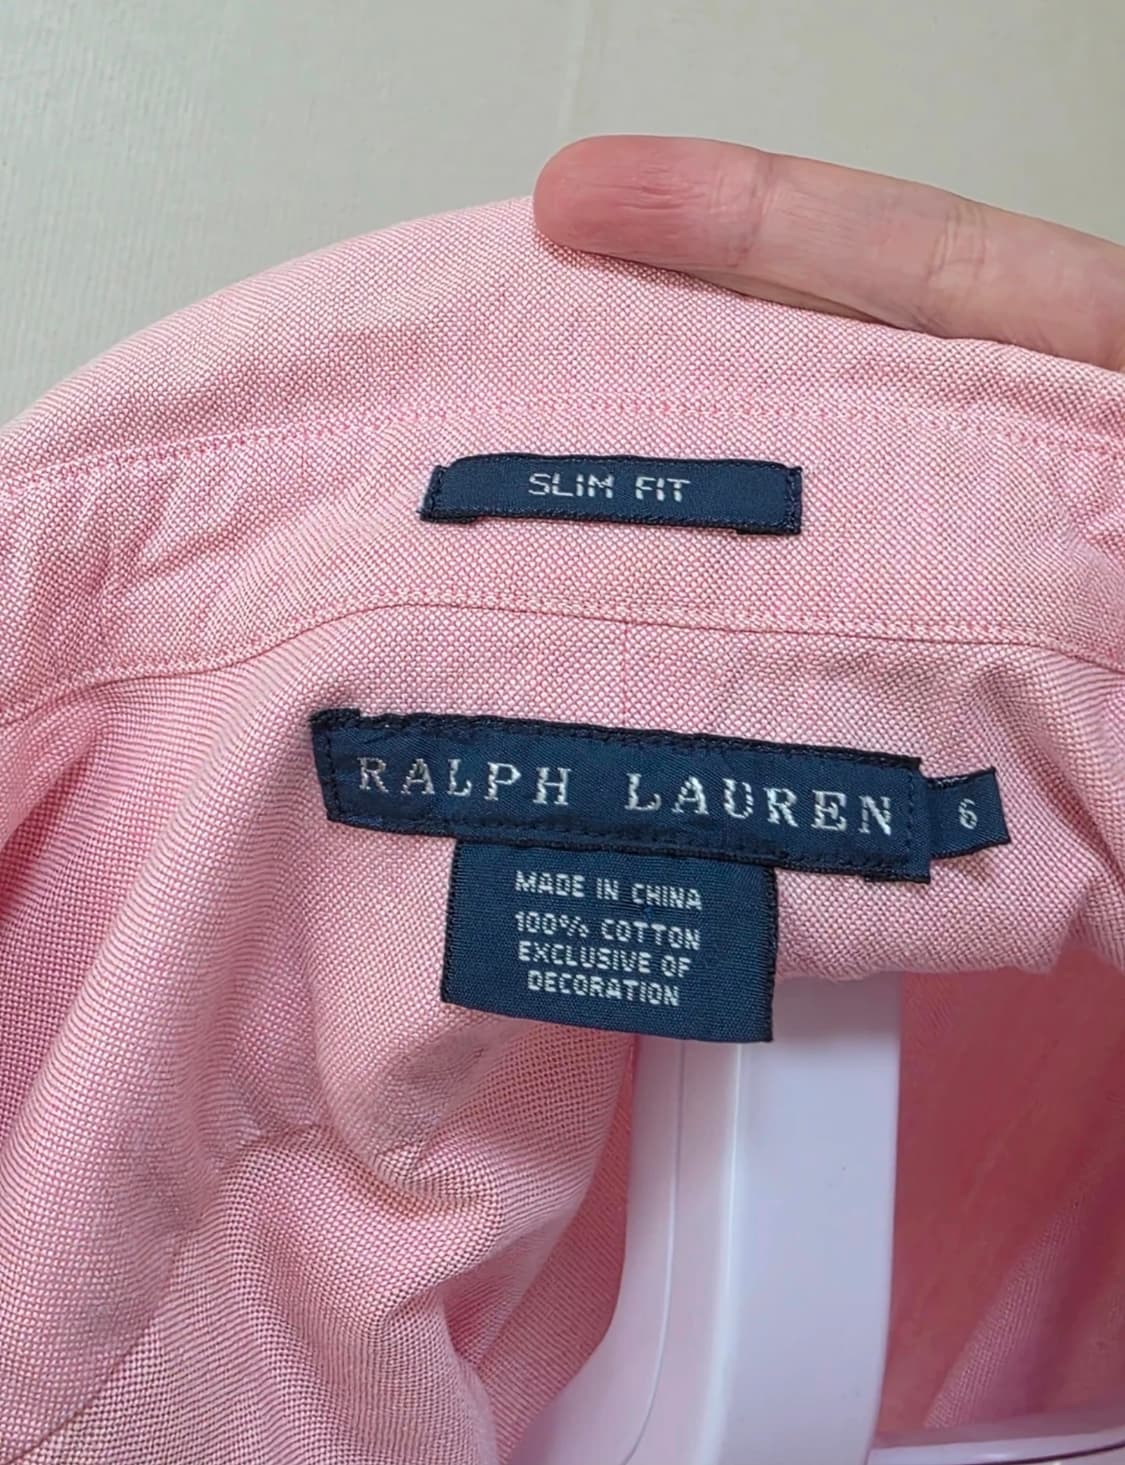 SLIM FIT
RALPH LAUREN
6
MADE IN CHINA
100% COTTON
EXCLUSIVE OF
DECORATION